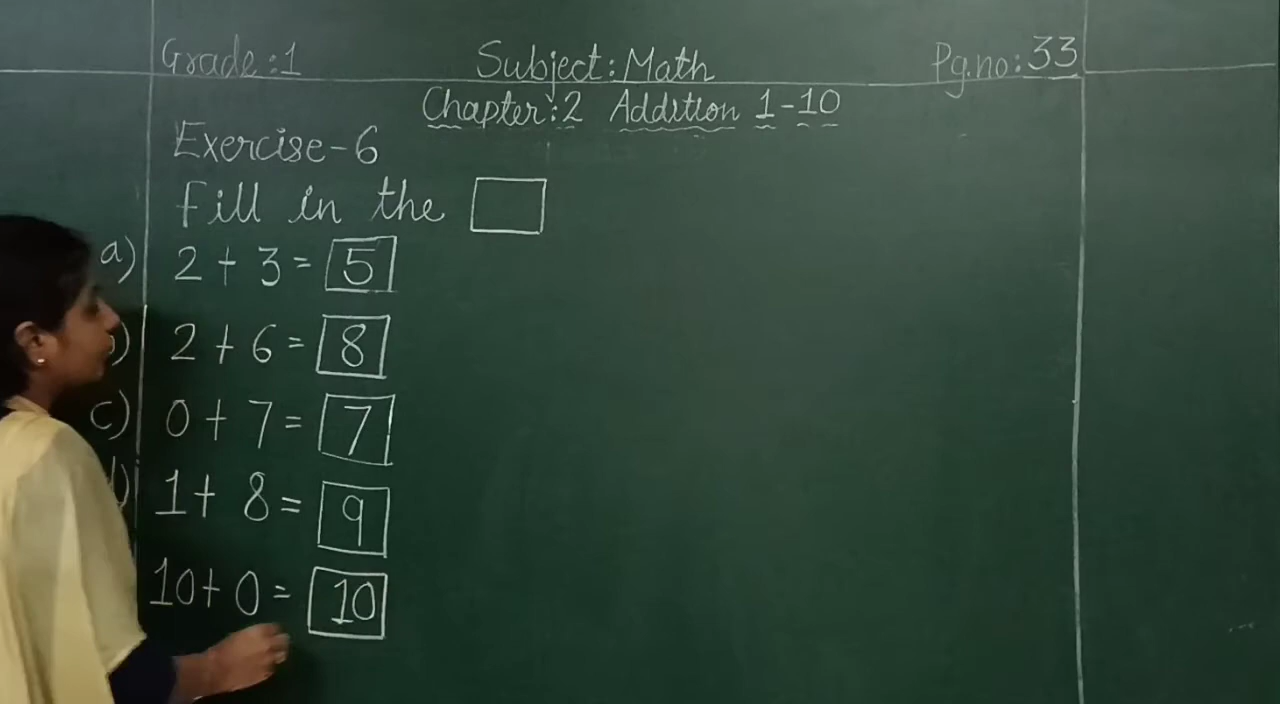 Grade:1 Subject:Math Pg.no:33
Chapter:2 Addition 1-10
Exercise-6
Fill in the
a) 2 + 3 = 5
) 2 + 6 = 8
c) 0 + 7 = 7
) 1 + 8 = 9
10 + 0 = 10